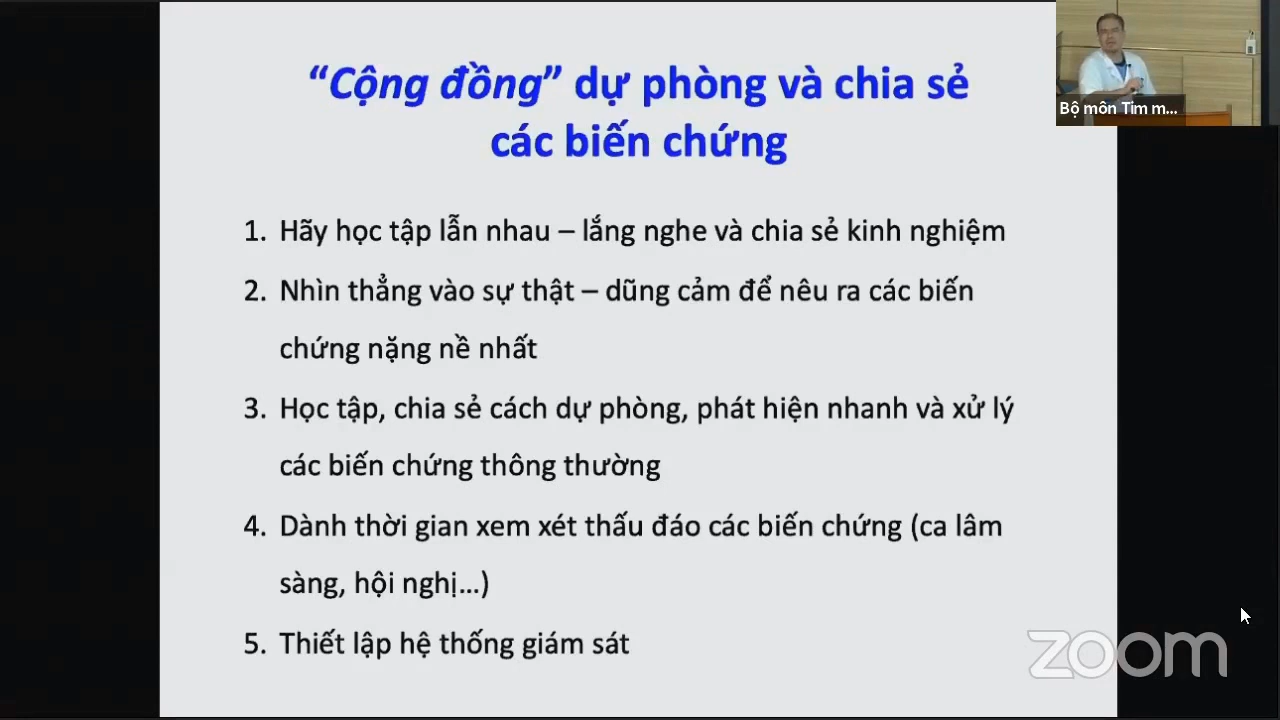 “Cộng đồng” dự phòng và chia sẻ
các biến chứng
Bộ môn Tim m...
1. Hãy học tập lẫn nhau – lắng nghe và chia sẻ kinh nghiệm
2. Nhìn thẳng vào sự thật – dũng cảm để nêu ra các biến
chứng nặng nề nhất
3. Học tập, chia sẻ cách dự phòng, phát hiện nhanh và xử lý
các biến chứng thông thường
4. Dành thời gian xem xét thấu đáo các biến chứng (ca lâm
sàng, hội nghị...)
5. Thiết lập hệ thống giám sát
zoom